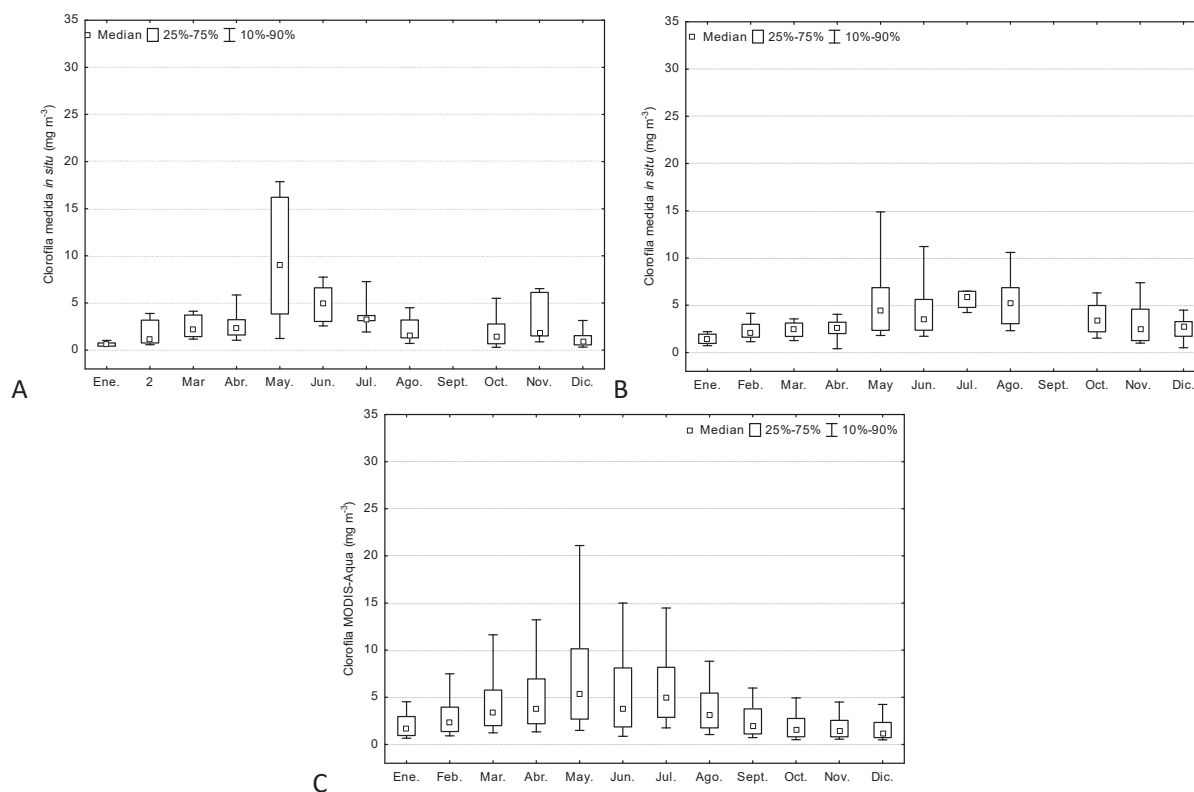 35
Median 25%-75% 10%-90%
30
25
20
15
10
5
0
Clorofila medida in situ (mg m⁻³)
Ene. 2 Mar Abr. May. Jun. Jul. Ago. Sept. Oct. Nov. Dic.
A
35
Median 25%-75% 10%-90%
30
25
20
15
10
5
0
Clorofila medida in situ (mg m⁻³)
Ene. Feb. Mar. Abr. May Jun. Jul. Ago. Sept. Oct. Nov. Dic.
B
35
Median 25%-75% 10%-90%
30
25
20
15
10
5
0
Clorofila MODIS-Aqua (mg m⁻³)
Ene. Feb. Mar. Abr. May. Jun. Jul. Ago. Sept. Oct. Nov. Dic.
C